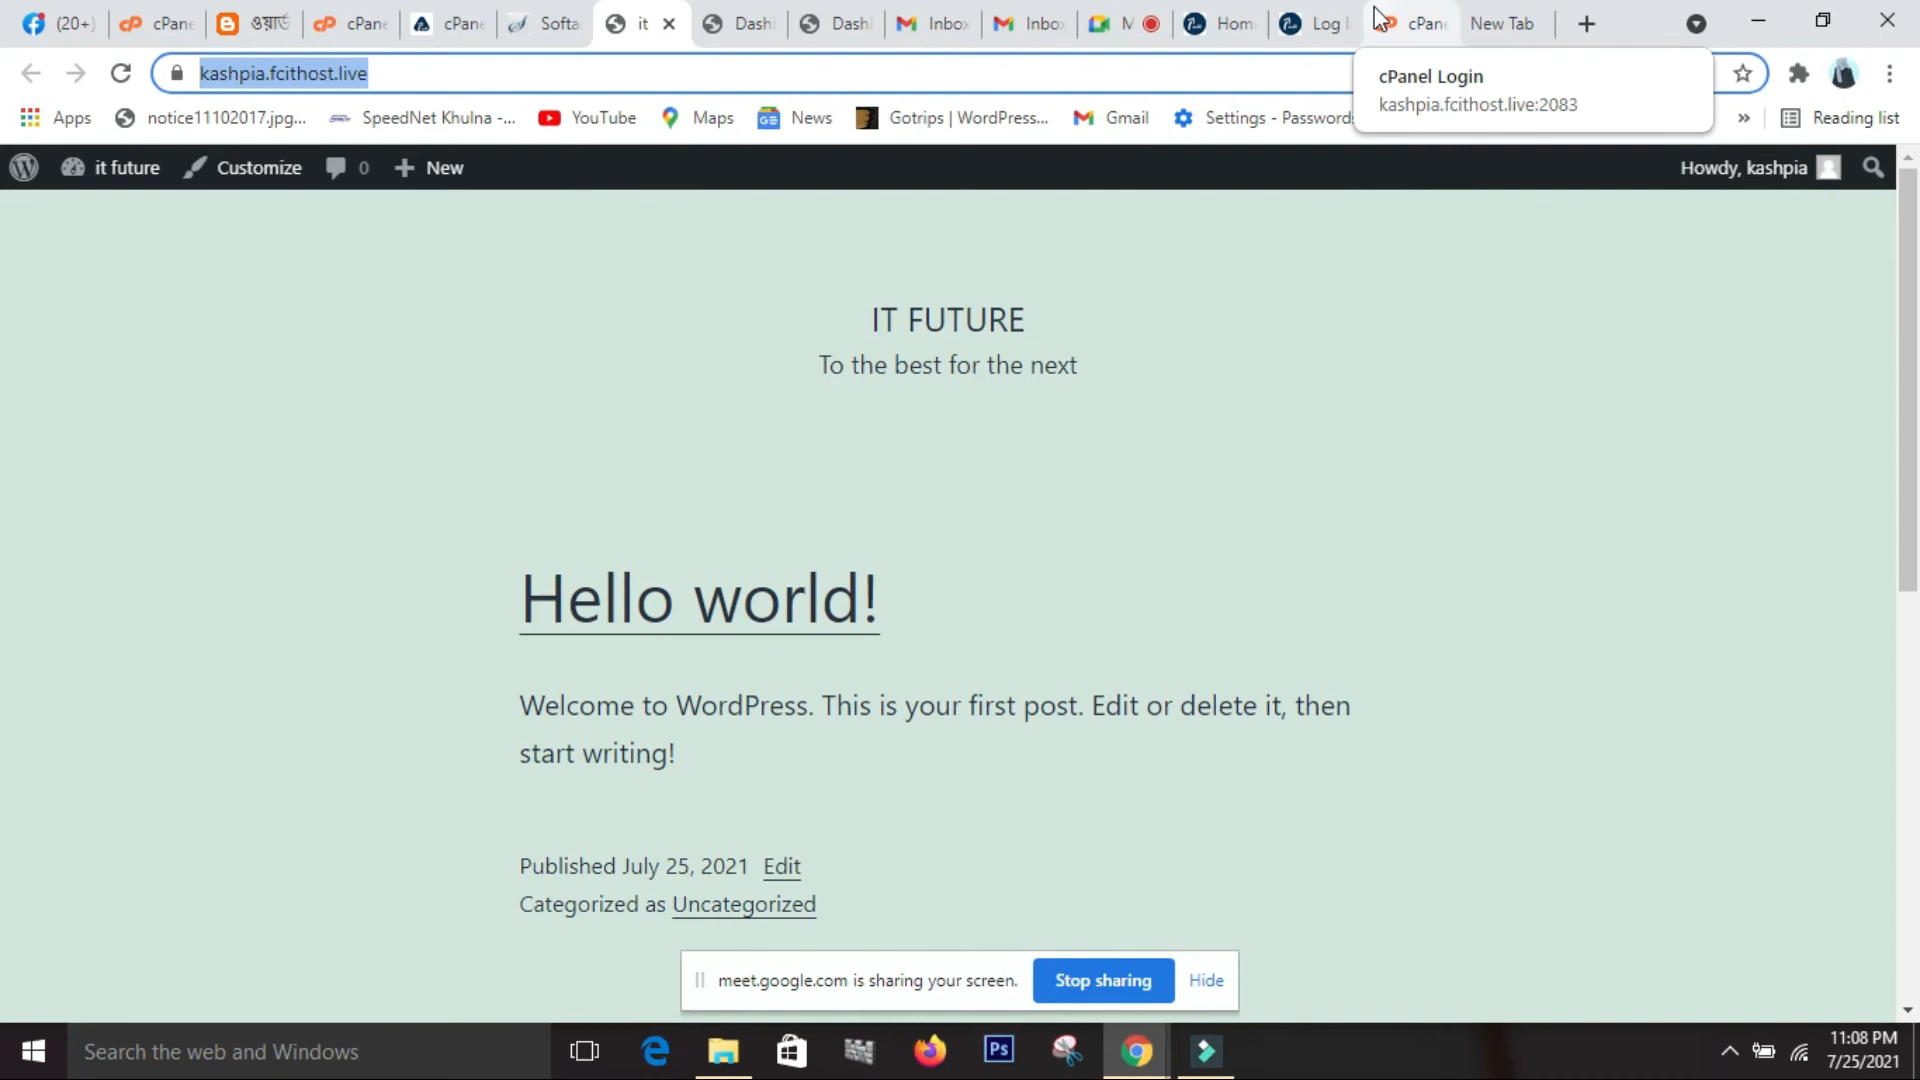 (20+) cPane ওয়ার্ড cPane cPane Softa it Dash Dash Inbox Inbox M Hom Log cPane New Tab
kashpia.fcithost.live
cPanel Login
kashpia.fcithost.live:2083
Apps notice11102017.jpg... SpeedNet Khulna -... YouTube Maps News Gotrips | WordPress... Gmail Settings - Passwords » Reading list
it future Customize 0 New Howdy, kashpia
IT FUTURE
To the best for the next
Hello world!
Welcome to WordPress. This is your first post. Edit or delete it, then
start writing!
Published July 25, 2021 Edit
Categorized as Uncategorized
meet.google.com is sharing your screen. Stop sharing Hide
Search the web and Windows
Ps
11:08 PM
7/25/2021